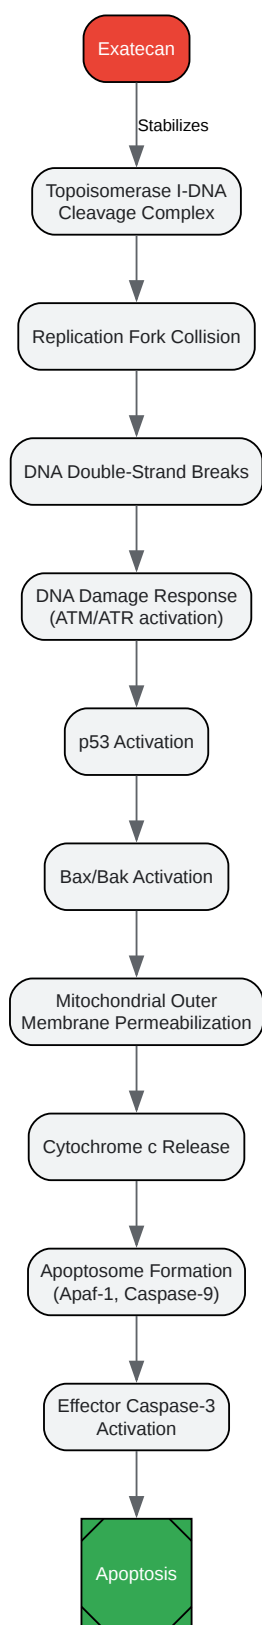 Exatecan
Stabilizes
Topoisomerase I-DNA
Cleavage Complex
Replication Fork Collision
DNA Double-Strand Breaks
DNA Damage Response
(ATM/ATR activation)
p53 Activation
Bax/Bak Activation
Mitochondrial Outer
Membrane Permeabilization
Cytochrome c Release
Apoptosome Formation
(Apaf-1, Caspase-9)
Effector Caspase-3
Activation
Apoptosis